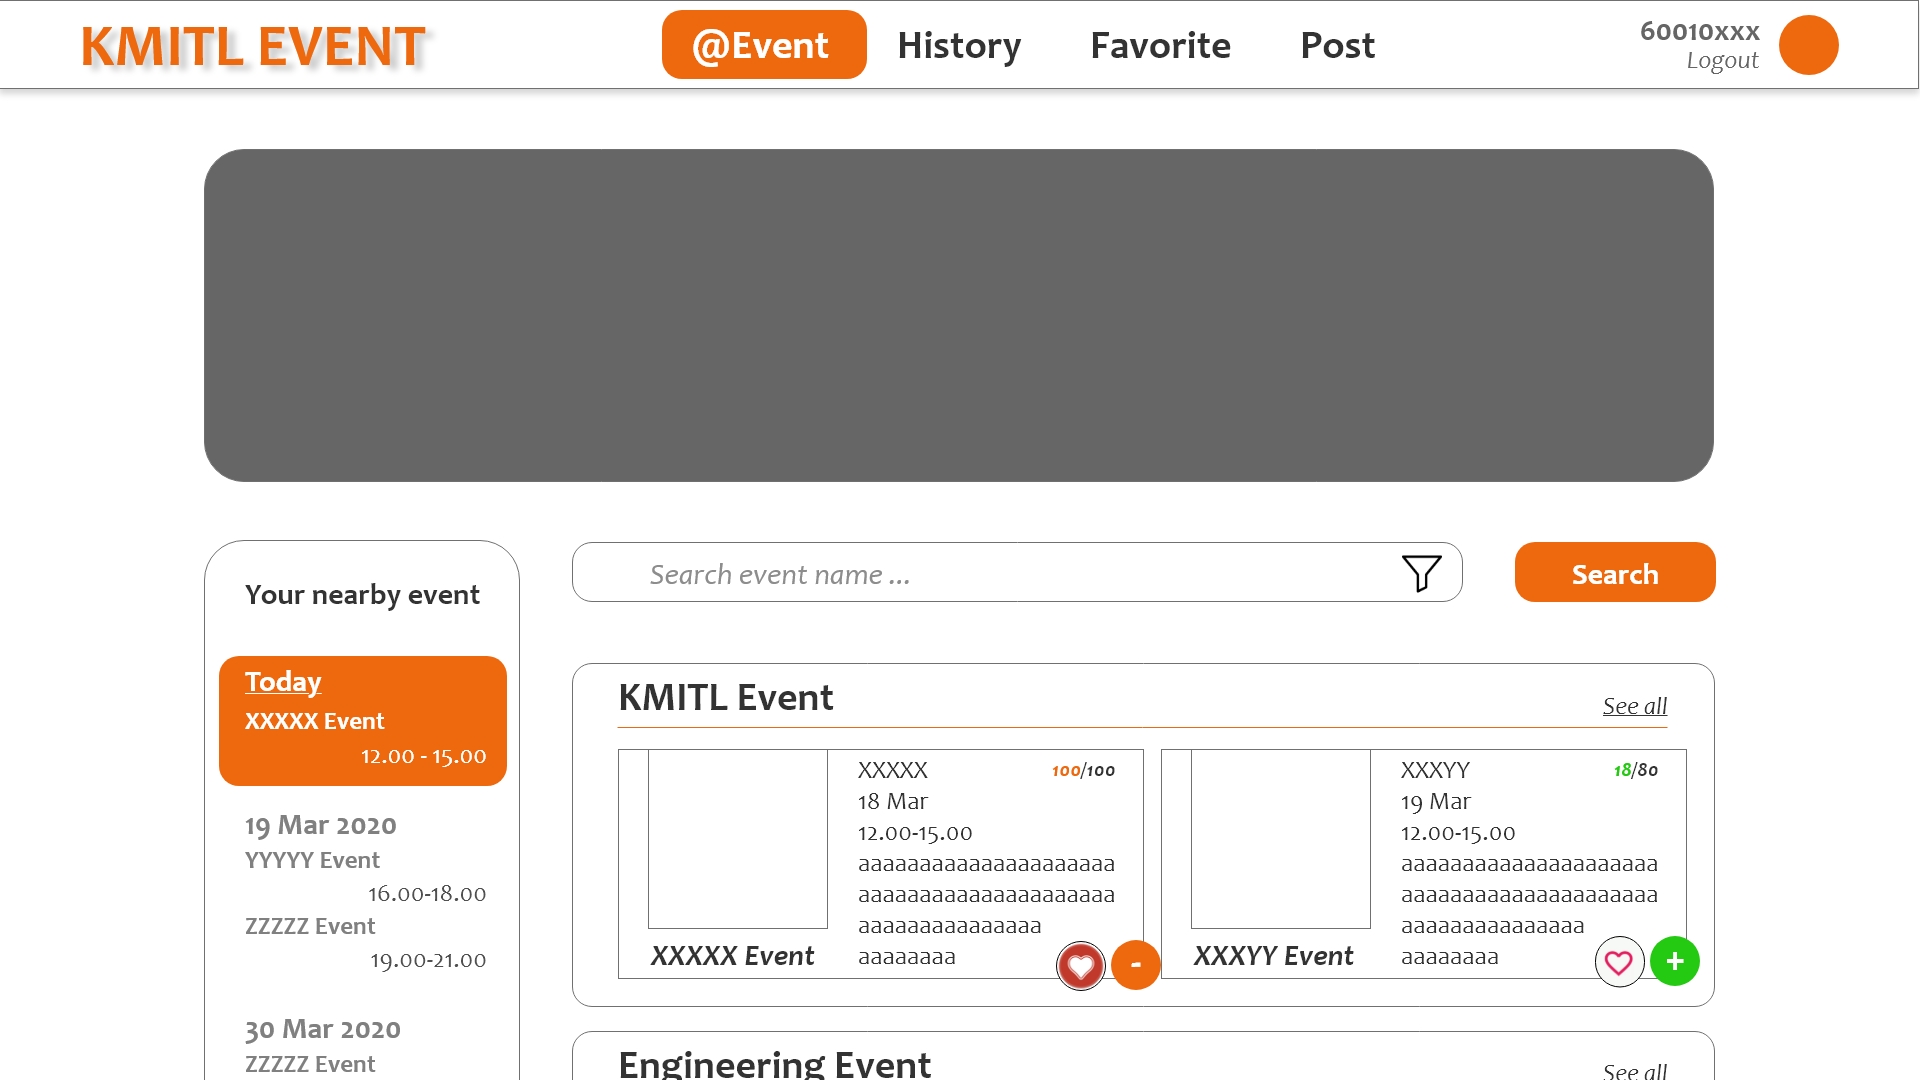 KMITL EVENT
@Event
History
Favorite
Post
60010xxx
Logout
Your nearby event
Today
XXXXX Event
12.00 - 15.00
19 Mar 2020
YYYYY Event
16.00-18.00
ZZZZZ Event
19.00-21.00
30 Mar 2020
ZZZZZ Event
Search event name ...
Search
KMITL Event
See all
XXXXX
100/100
18 Mar
12.00-15.00
aaaaaaaaaaaaaaaaaaaaa
aaaaaaaaaaaaaaaaaaaaa
aaaaaaaaaaaaaaa
aaaaaaaa
XXXXX Event
-
XXXYY
18/80
19 Mar
12.00-15.00
aaaaaaaaaaaaaaaaaaaaa
aaaaaaaaaaaaaaaaaaaaa
aaaaaaaaaaaaaaa
aaaaaaaa
XXXYY Event
+
Engineering Event
See all